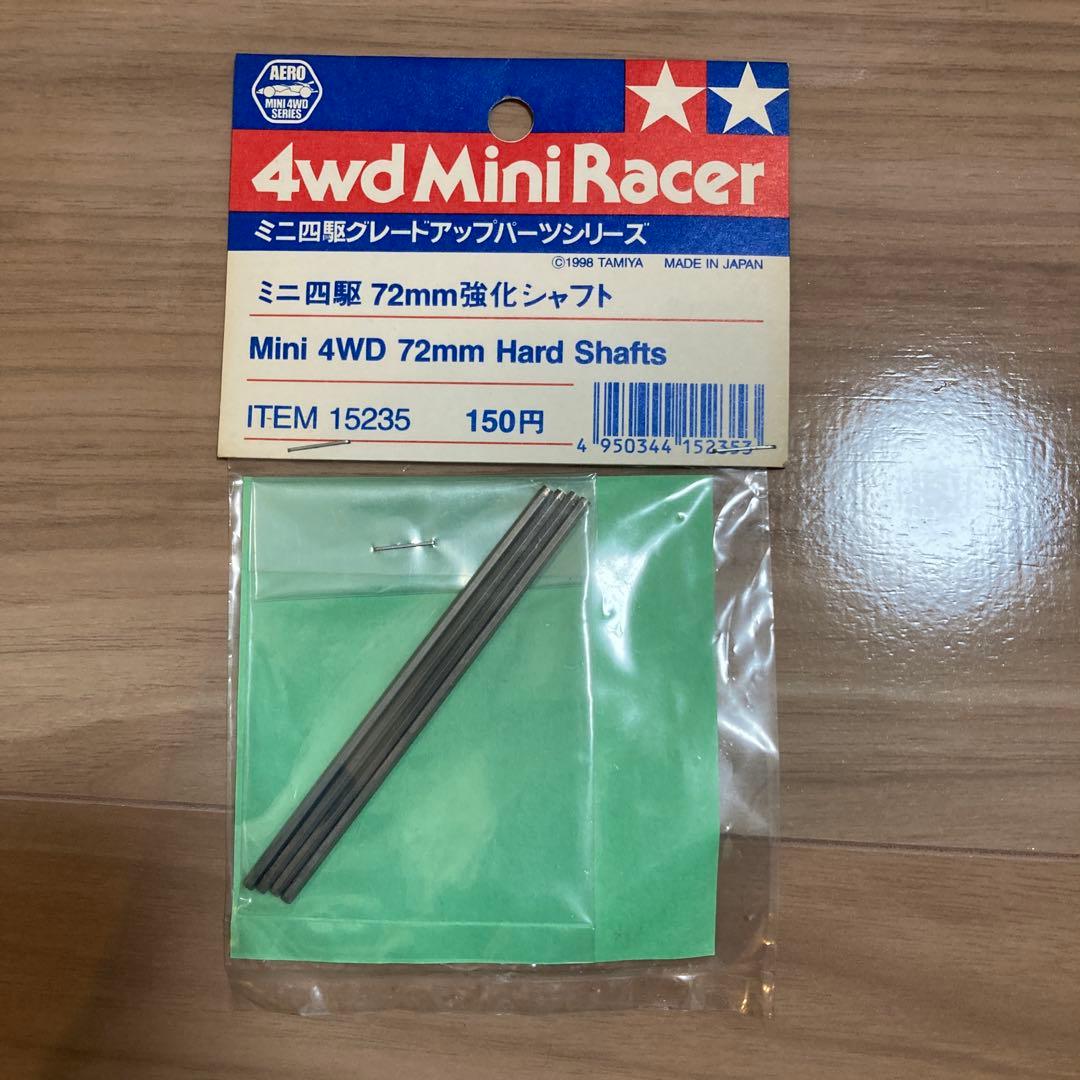 AERO
MINI 4WD
SERIES
4wd Mini Racer
ミニ四駆グレードアップパーツシリーズ
©1998 TAMIYA MADE IN JAPAN
ミニ四駆 72mm強化シャフト
Mini 4WD 72mm Hard Shafts
ITEM 15235 150円
4 950344 152353